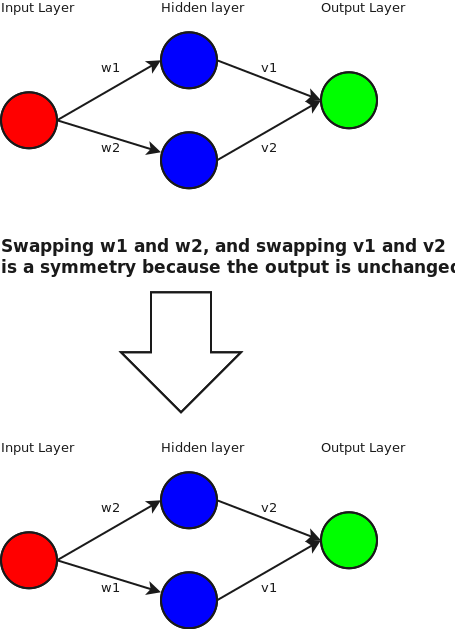 Input Layer Hidden layer Output Layer
w1 v1
w2 v2
Swapping w1 and w2, and swapping v1 and v2
is a symmetry because the output is unchanged
Input Layer Hidden layer Output Layer
w2 v2
w1 v1